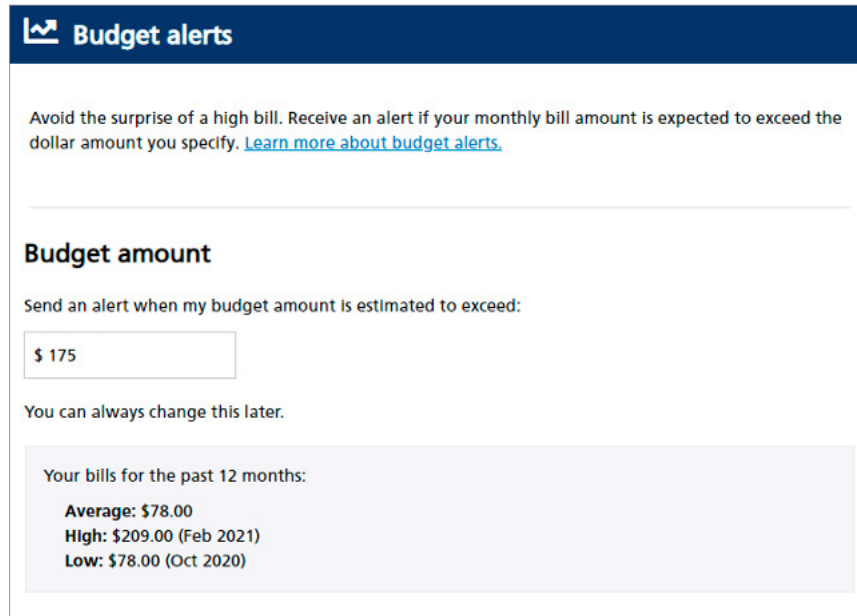 Budget alerts
Avoid the surprise of a high bill. Receive an alert if your monthly bill amount is expected to exceed the
dollar amount you specify. Learn more about budget alerts.
Budget amount
Send an alert when my budget amount is estimated to exceed:
$ 175
You can always change this later.
Your bills for the past 12 months:
Average: $78.00
High: $209.00 (Feb 2021)
Low: $78.00 (Oct 2020)